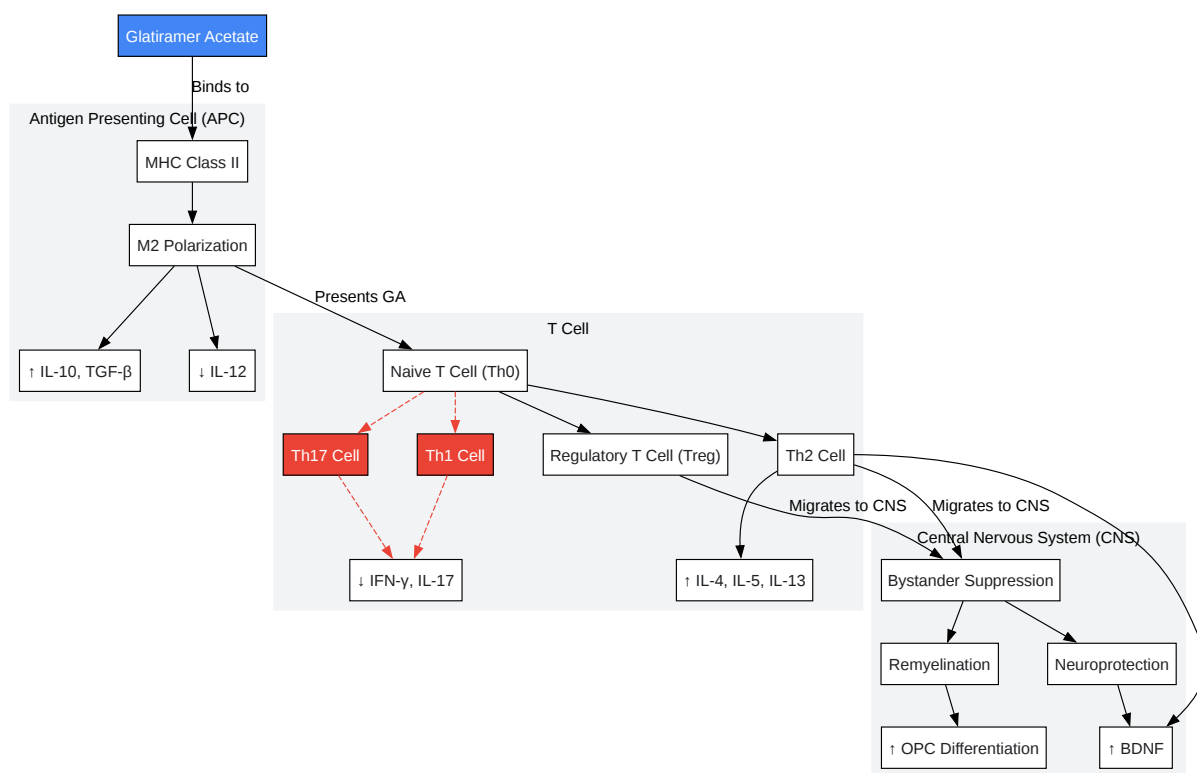 Glatiramer Acetate
Binds to
Antigen Presenting Cell (APC)
MHC Class II
M2 Polarization
Presents GA
↑ IL-10, TGF-β
↓ IL-12
T Cell
Naive T Cell (Th0)
Th17 Cell
Th1 Cell
Regulatory T Cell (Treg)
Th2 Cell
Migrates to CNS
Migrates to CNS
↓ IFN-γ, IL-17
↑ IL-4, IL-5, IL-13
Central Nervous System (CNS)
Bystander Suppression
Remyelination
Neuroprotection
↑ OPC Differentiation
↑ BDNF